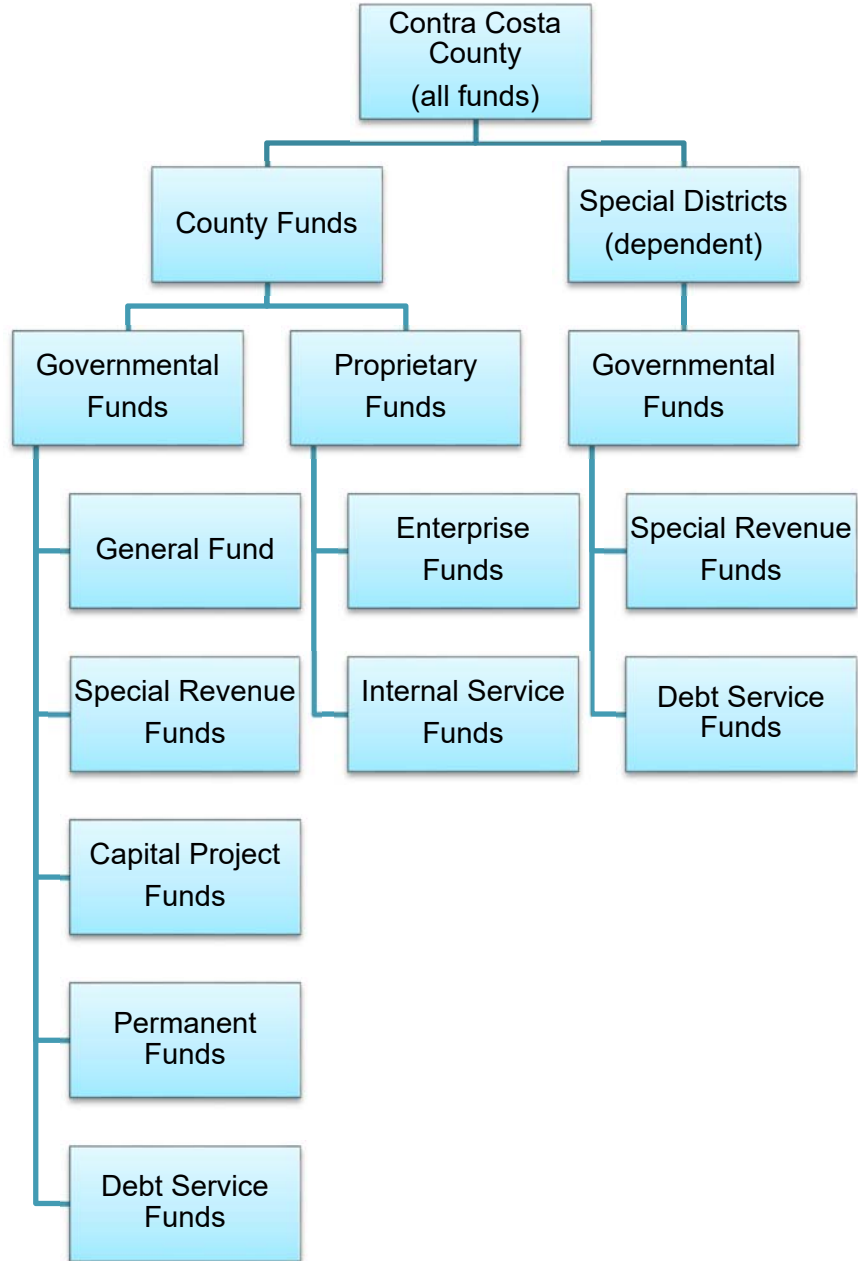 Contra Costa
County
(all funds)
County Funds
Special Districts
(dependent)
Governmental
Funds
Proprietary
Funds
Governmental
Funds
General Fund
Enterprise
Funds
Special Revenue
Funds
Special Revenue
Funds
Internal Service
Funds
Debt Service
Funds
Capital Project
Funds
Permanent
Funds
Debt Service
Funds